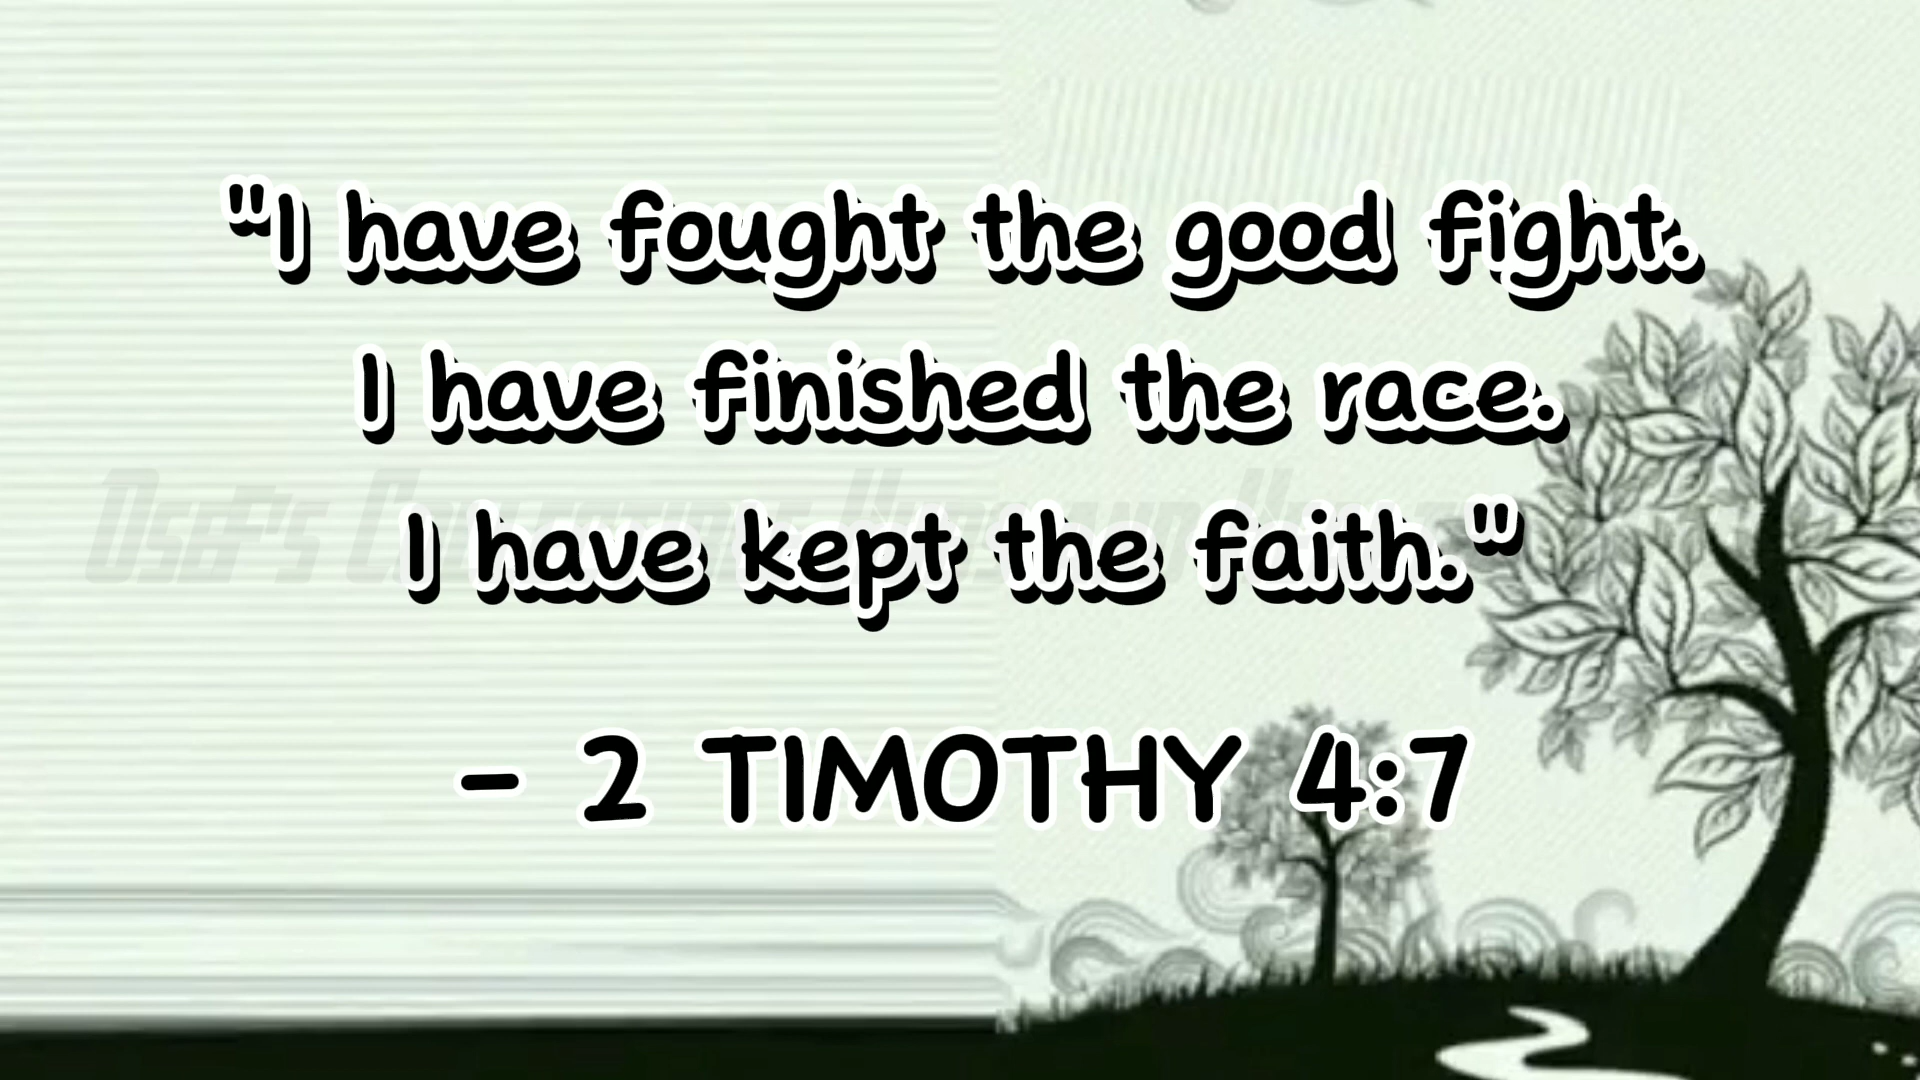 "I have fought the good fight.
I have finished the race.
I have kept the faith."
- 2 TIMOTHY 4:7